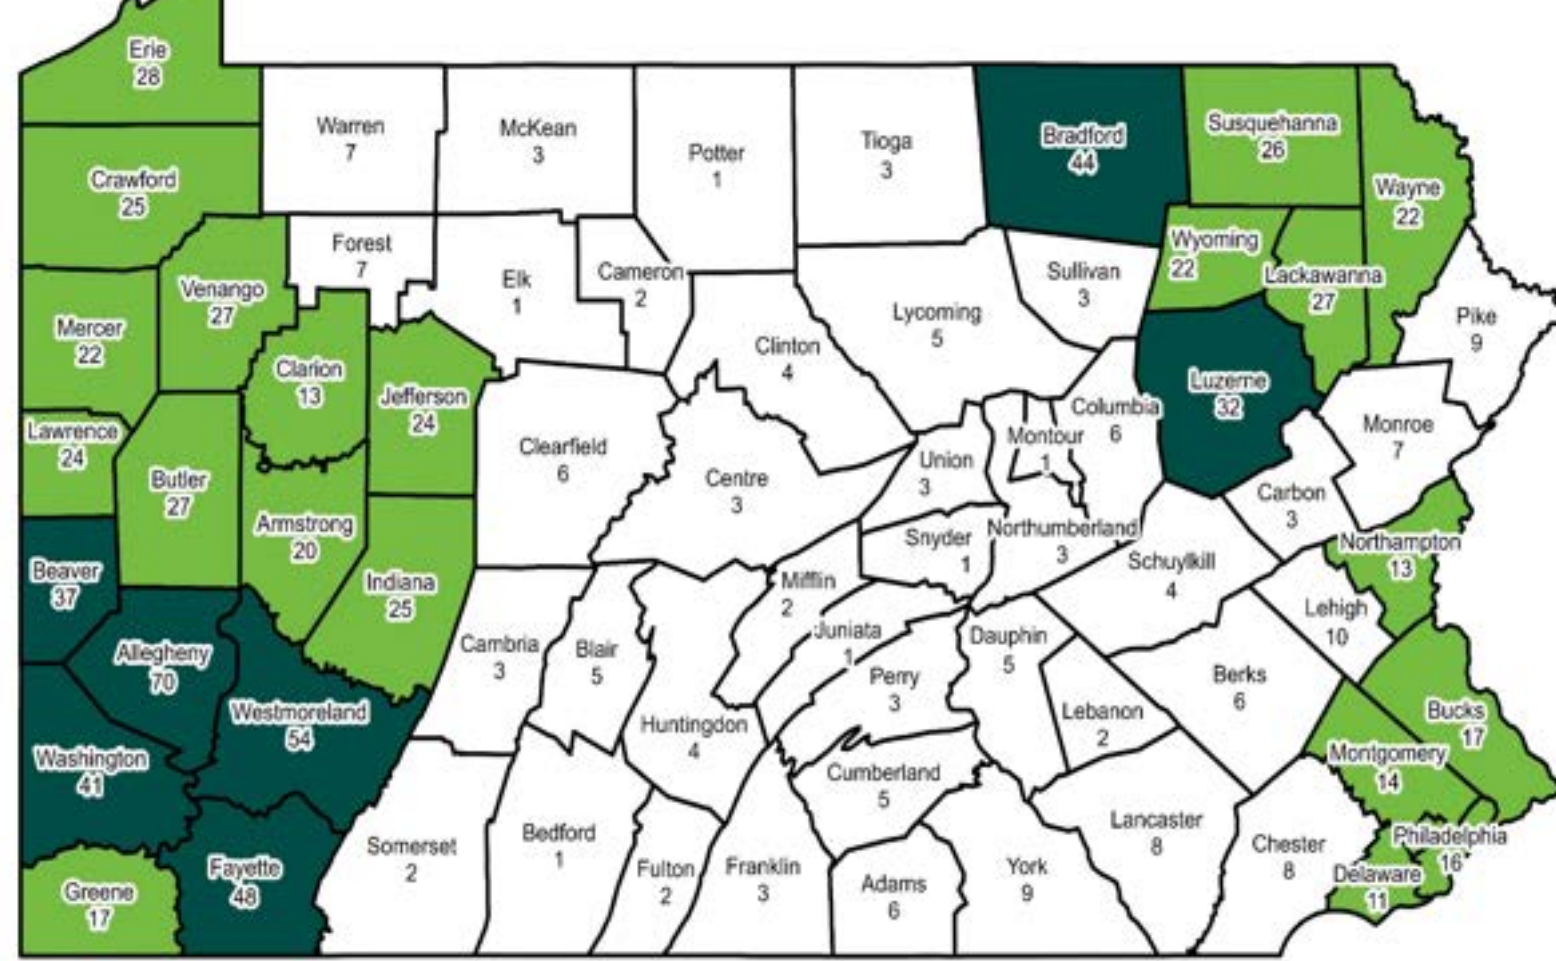 Erie
28
Warren
7
McKean
3
Potter
1
Tioga
3
Bradford
44
Susquehanna
26
Wayne
22
Crawford
25
Forest
7
Elk
1
Cameron
2
Sullivan
3
Wyoming
22
Lackawanna
27
Pike
9
Mercer
22
Venango
27
Clarion
13
Jefferson
24
Clinton
4
Lycoming
5
Luzerne
32
Monroe
7
Lawrence
24
Butler
27
Armstrong
20
Clearfield
6
Centre
3
Union
3
Montour
1
Columbia
6
Carbon
3
Northampton
13
Beaver
37
Indiana
25
Snyder
1
Northumberland
3
Schuylkill
4
Lehigh
10
Allegheny
70
Westmoreland
54
Cambria
3
Blair
5
Mifflin
2
Juniata
1
Perry
3
Dauphin
5
Lebanon
2
Berks
6
Bucks
17
Washington
41
Huntingdon
4
Cumberland
5
Montgomery
14
Greene
17
Fayette
48
Somerset
2
Bedford
1
Fulton
2
Franklin
3
Adams
6
York
9
Lancaster
8
Chester
8
Philadelphia
16
Delaware
11